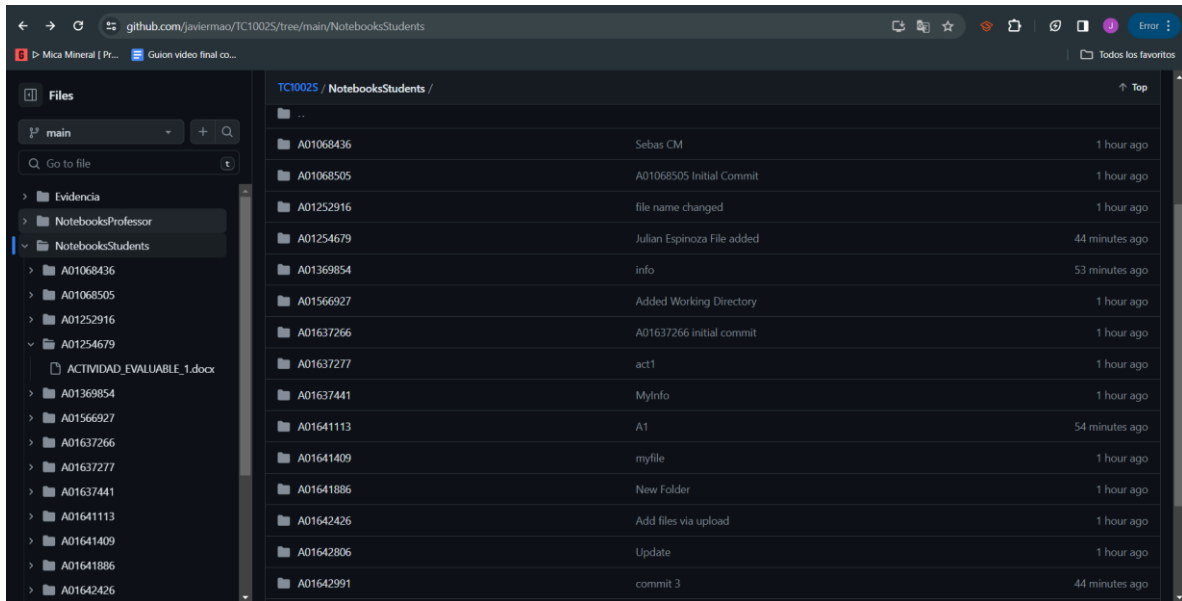 github.com/javiermao/TC1002S/tree/main/NotebooksStudents
J
Error
Mica Mineral [ Pr...
Guion video final co...
Todos los favoritos
Files
main
Go to file
t
Evidencia
NotebooksProfessor
NotebooksStudents
A01068436
A01068505
A01252916
A01254679
ACTIVIDAD_EVALUABLE_1.docx
A01369854
A01566927
A01637266
A01637277
A01637441
A01641113
A01641409
A01641886
A01642426
TC1002S / NotebooksStudents /
Top
..
A01068436 Sebas CM 1 hour ago
A01068505 A01068505 Initial Commit 1 hour ago
A01252916 file name changed 1 hour ago
A01254679 Julian Espinoza File added 44 minutes ago
A01369854 info 53 minutes ago
A01566927 Added Working Directory 1 hour ago
A01637266 A01637266 initial commit 1 hour ago
A01637277 act1 1 hour ago
A01637441 MyInfo 1 hour ago
A01641113 A1 54 minutes ago
A01641409 myfile 1 hour ago
A01641886 New Folder 1 hour ago
A01642426 Add files via upload 1 hour ago
A01642806 Update 1 hour ago
A01642991 commit 3 44 minutes ago